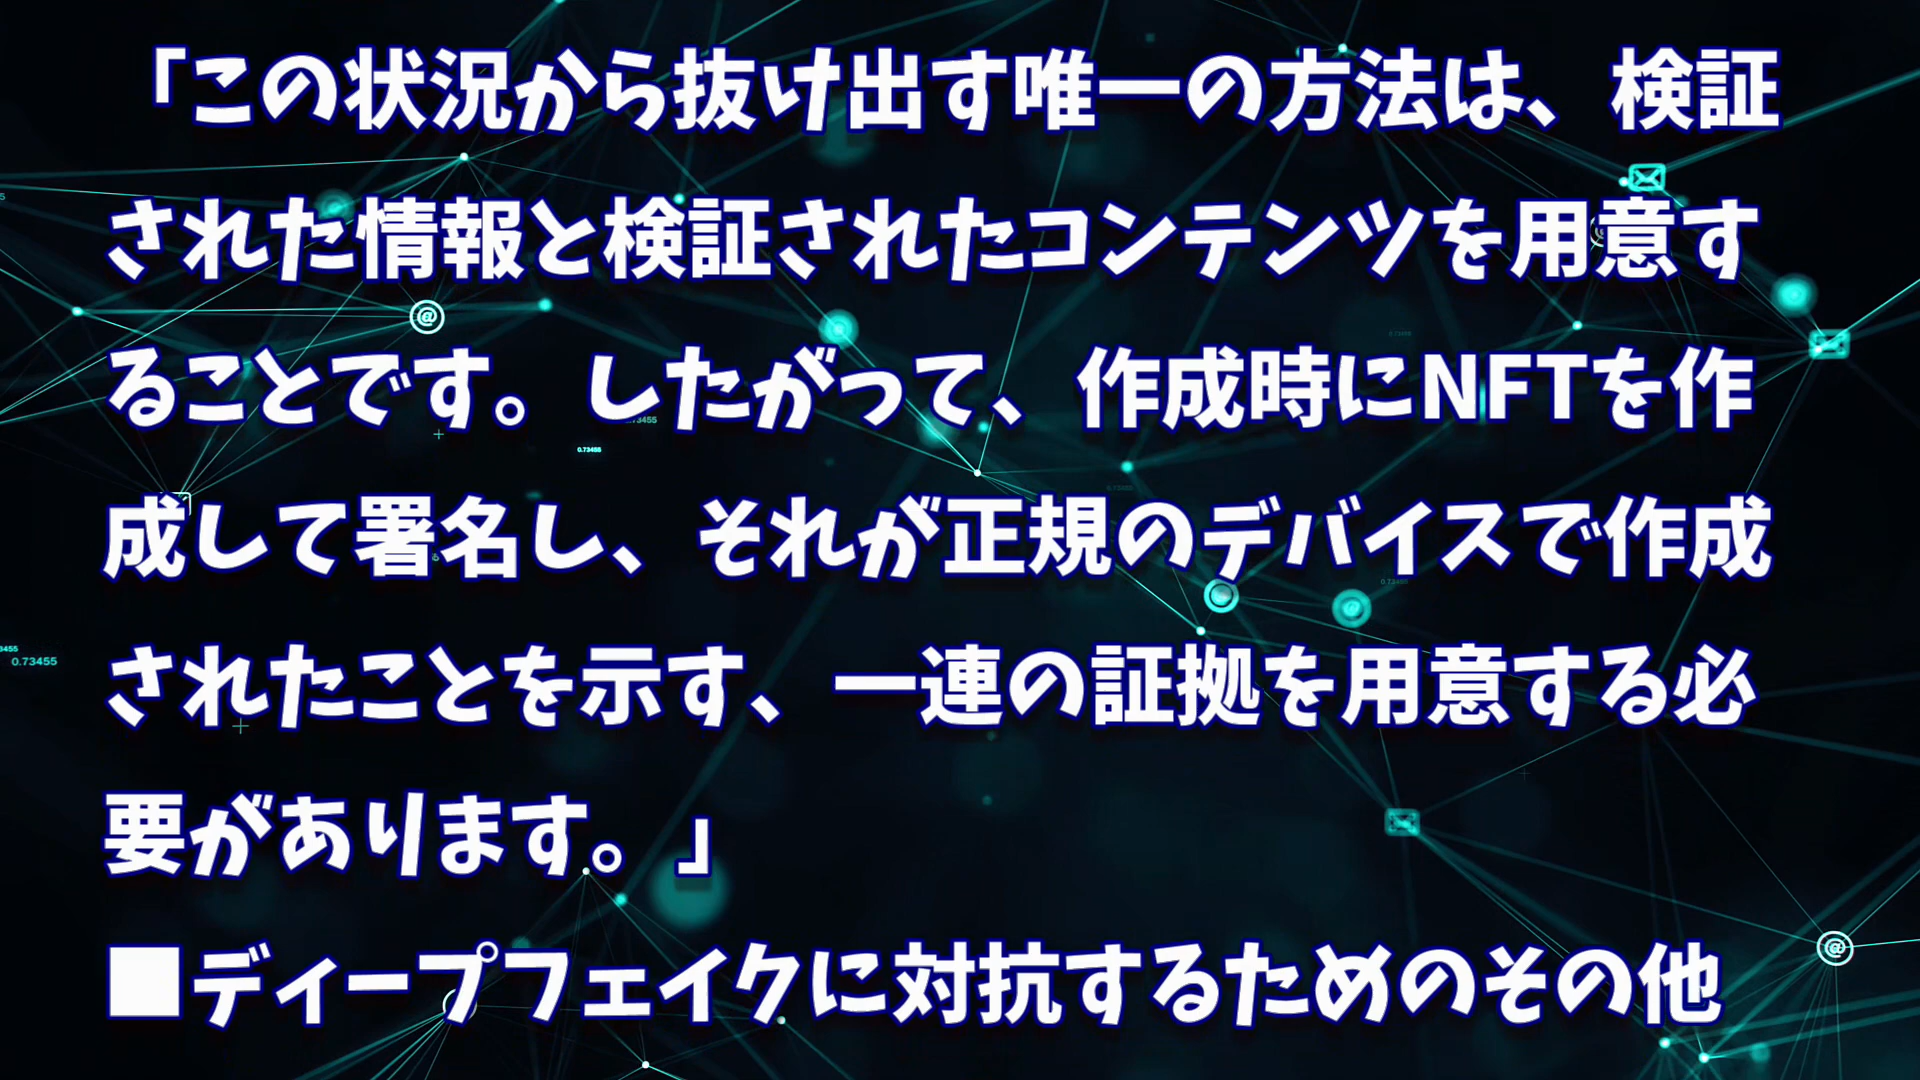 「この状況から抜け出す唯一の方法は、検証
された情報と検証されたコンテンツを用意す
ることです。したがって、作成時にNFTを作
成して署名し、それが正規のデバイスで作成
されたことを示す、一連の証拠を用意する必
要があります。」
■ディープフェイクに対抗するためのその他
0.73455
0.73455